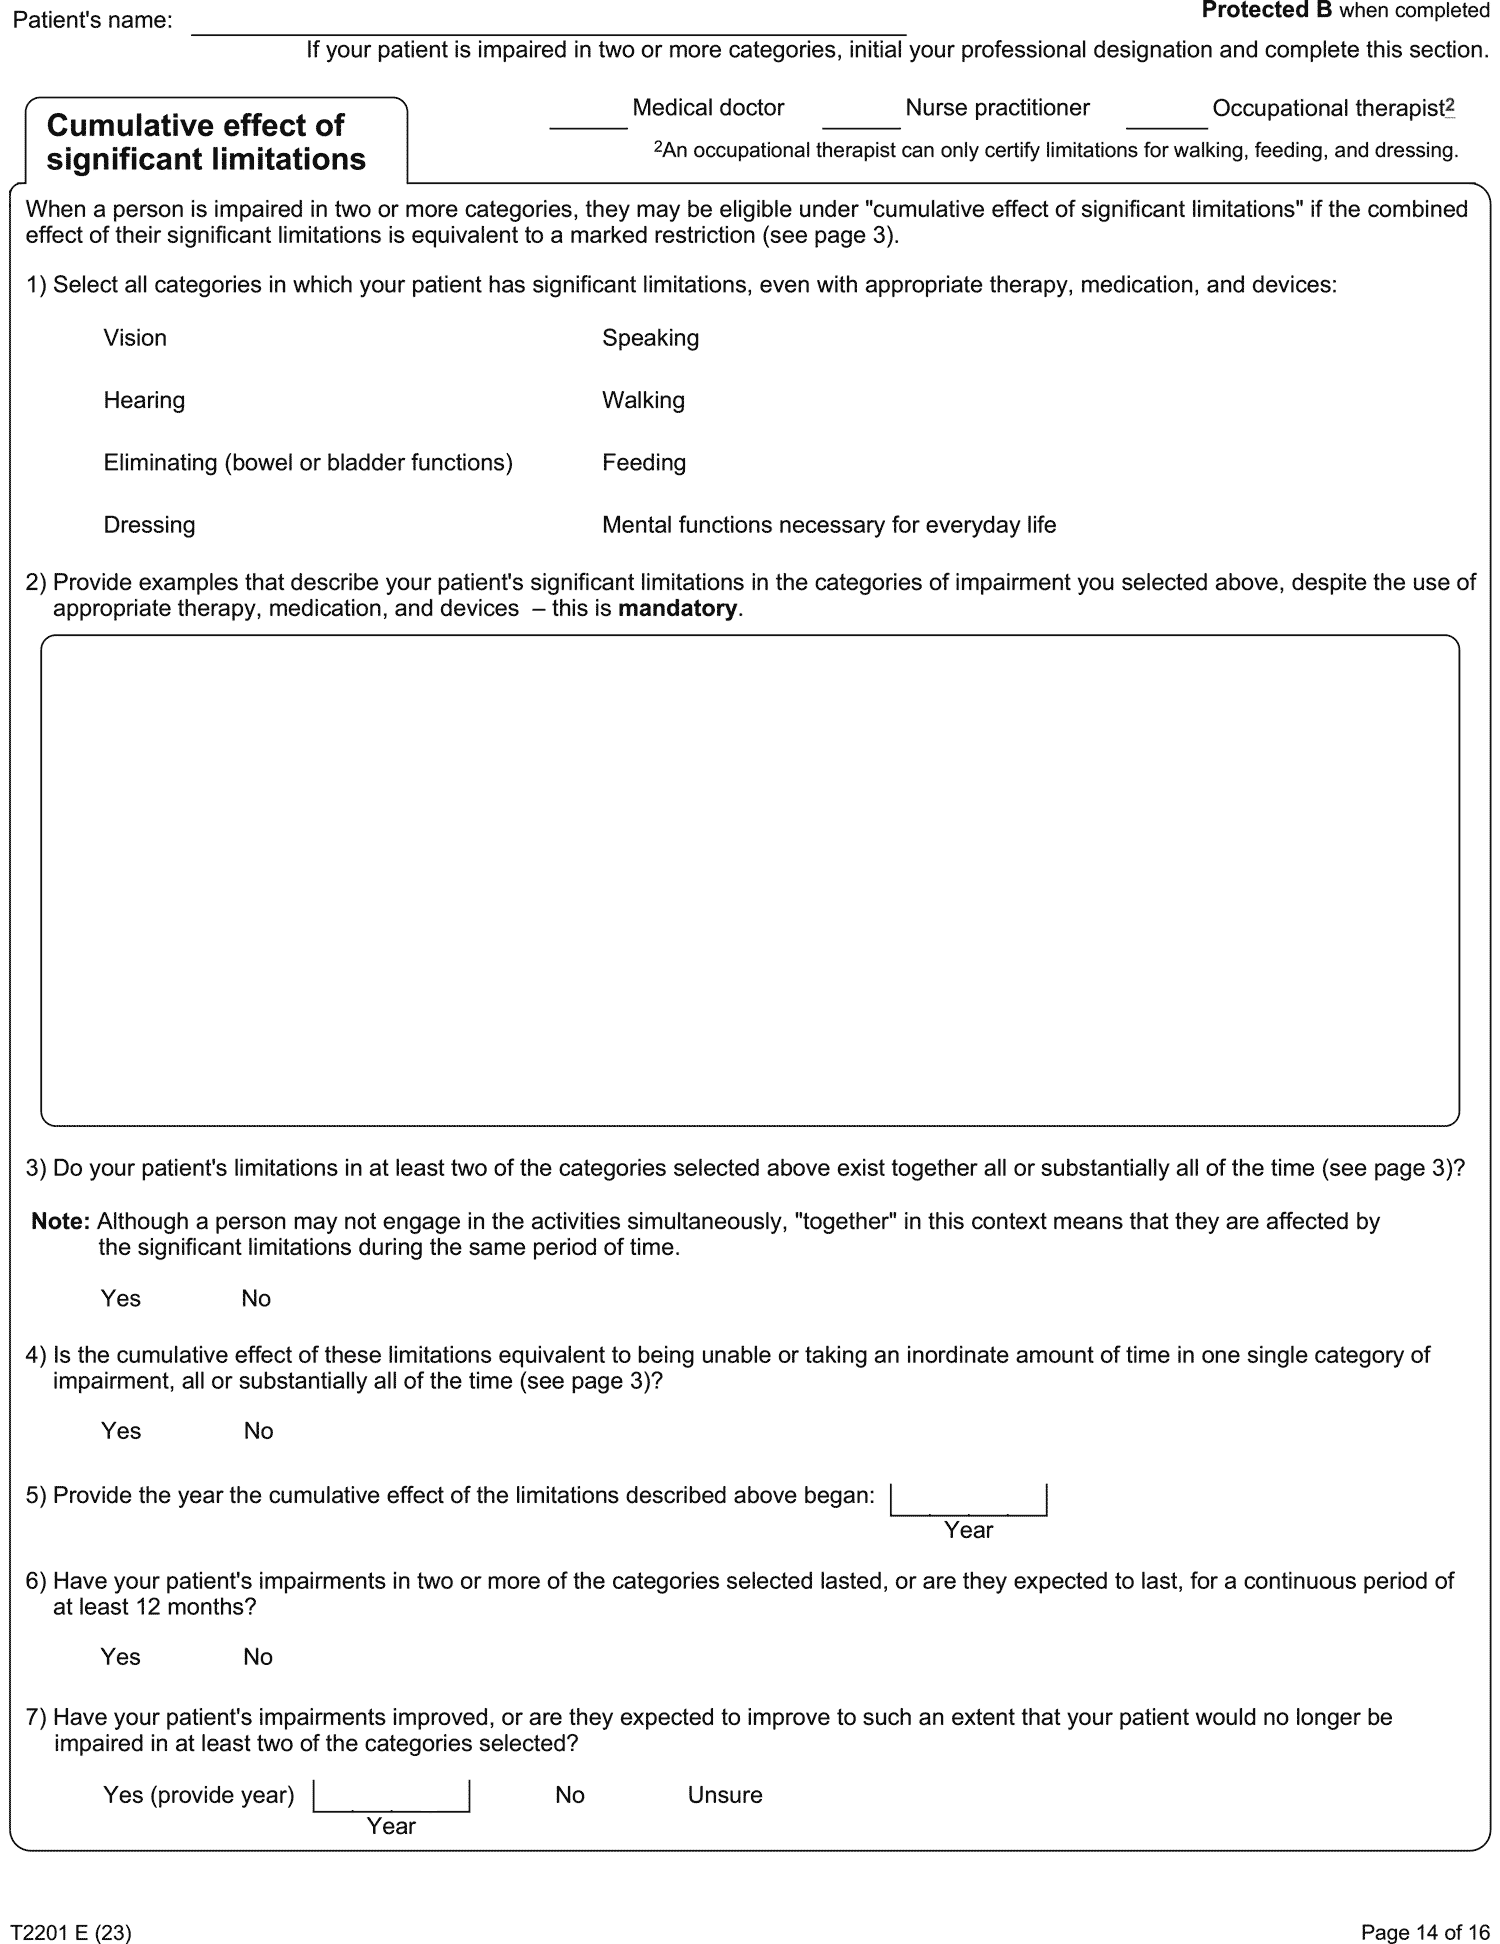 Patient's name:
Protected B when completed
If your patient is impaired in two or more categories, initial your professional designation and complete this section.
Cumulative effect of
significant limitations
Medical doctor Nurse practitioner Occupational therapist2
2An occupational therapist can only certify limitations for walking, feeding, and dressing.
When a person is impaired in two or more categories, they may be eligible under "cumulative effect of significant limitations" if the combined
effect of their significant limitations is equivalent to a marked restriction (see page 3).
1) Select all categories in which your patient has significant limitations, even with appropriate therapy, medication, and devices:
Vision Speaking
Hearing Walking
Eliminating (bowel or bladder functions) Feeding
Dressing Mental functions necessary for everyday life
2) Provide examples that describe your patient's significant limitations in the categories of impairment you selected above, despite the use of
appropriate therapy, medication, and devices – this is mandatory.
3) Do your patient's limitations in at least two of the categories selected above exist together all or substantially all of the time (see page 3)?
Note: Although a person may not engage in the activities simultaneously, "together" in this context means that they are affected by
the significant limitations during the same period of time.
Yes No
4) Is the cumulative effect of these limitations equivalent to being unable or taking an inordinate amount of time in one single category of
impairment, all or substantially all of the time (see page 3)?
Yes No
5) Provide the year the cumulative effect of the limitations described above began:
Year
6) Have your patient's impairments in two or more of the categories selected lasted, or are they expected to last, for a continuous period of
at least 12 months?
Yes No
7) Have your patient's impairments improved, or are they expected to improve to such an extent that your patient would no longer be
impaired in at least two of the categories selected?
Yes (provide year) No Unsure
Year
T2201 E (23) Page 14 of 16